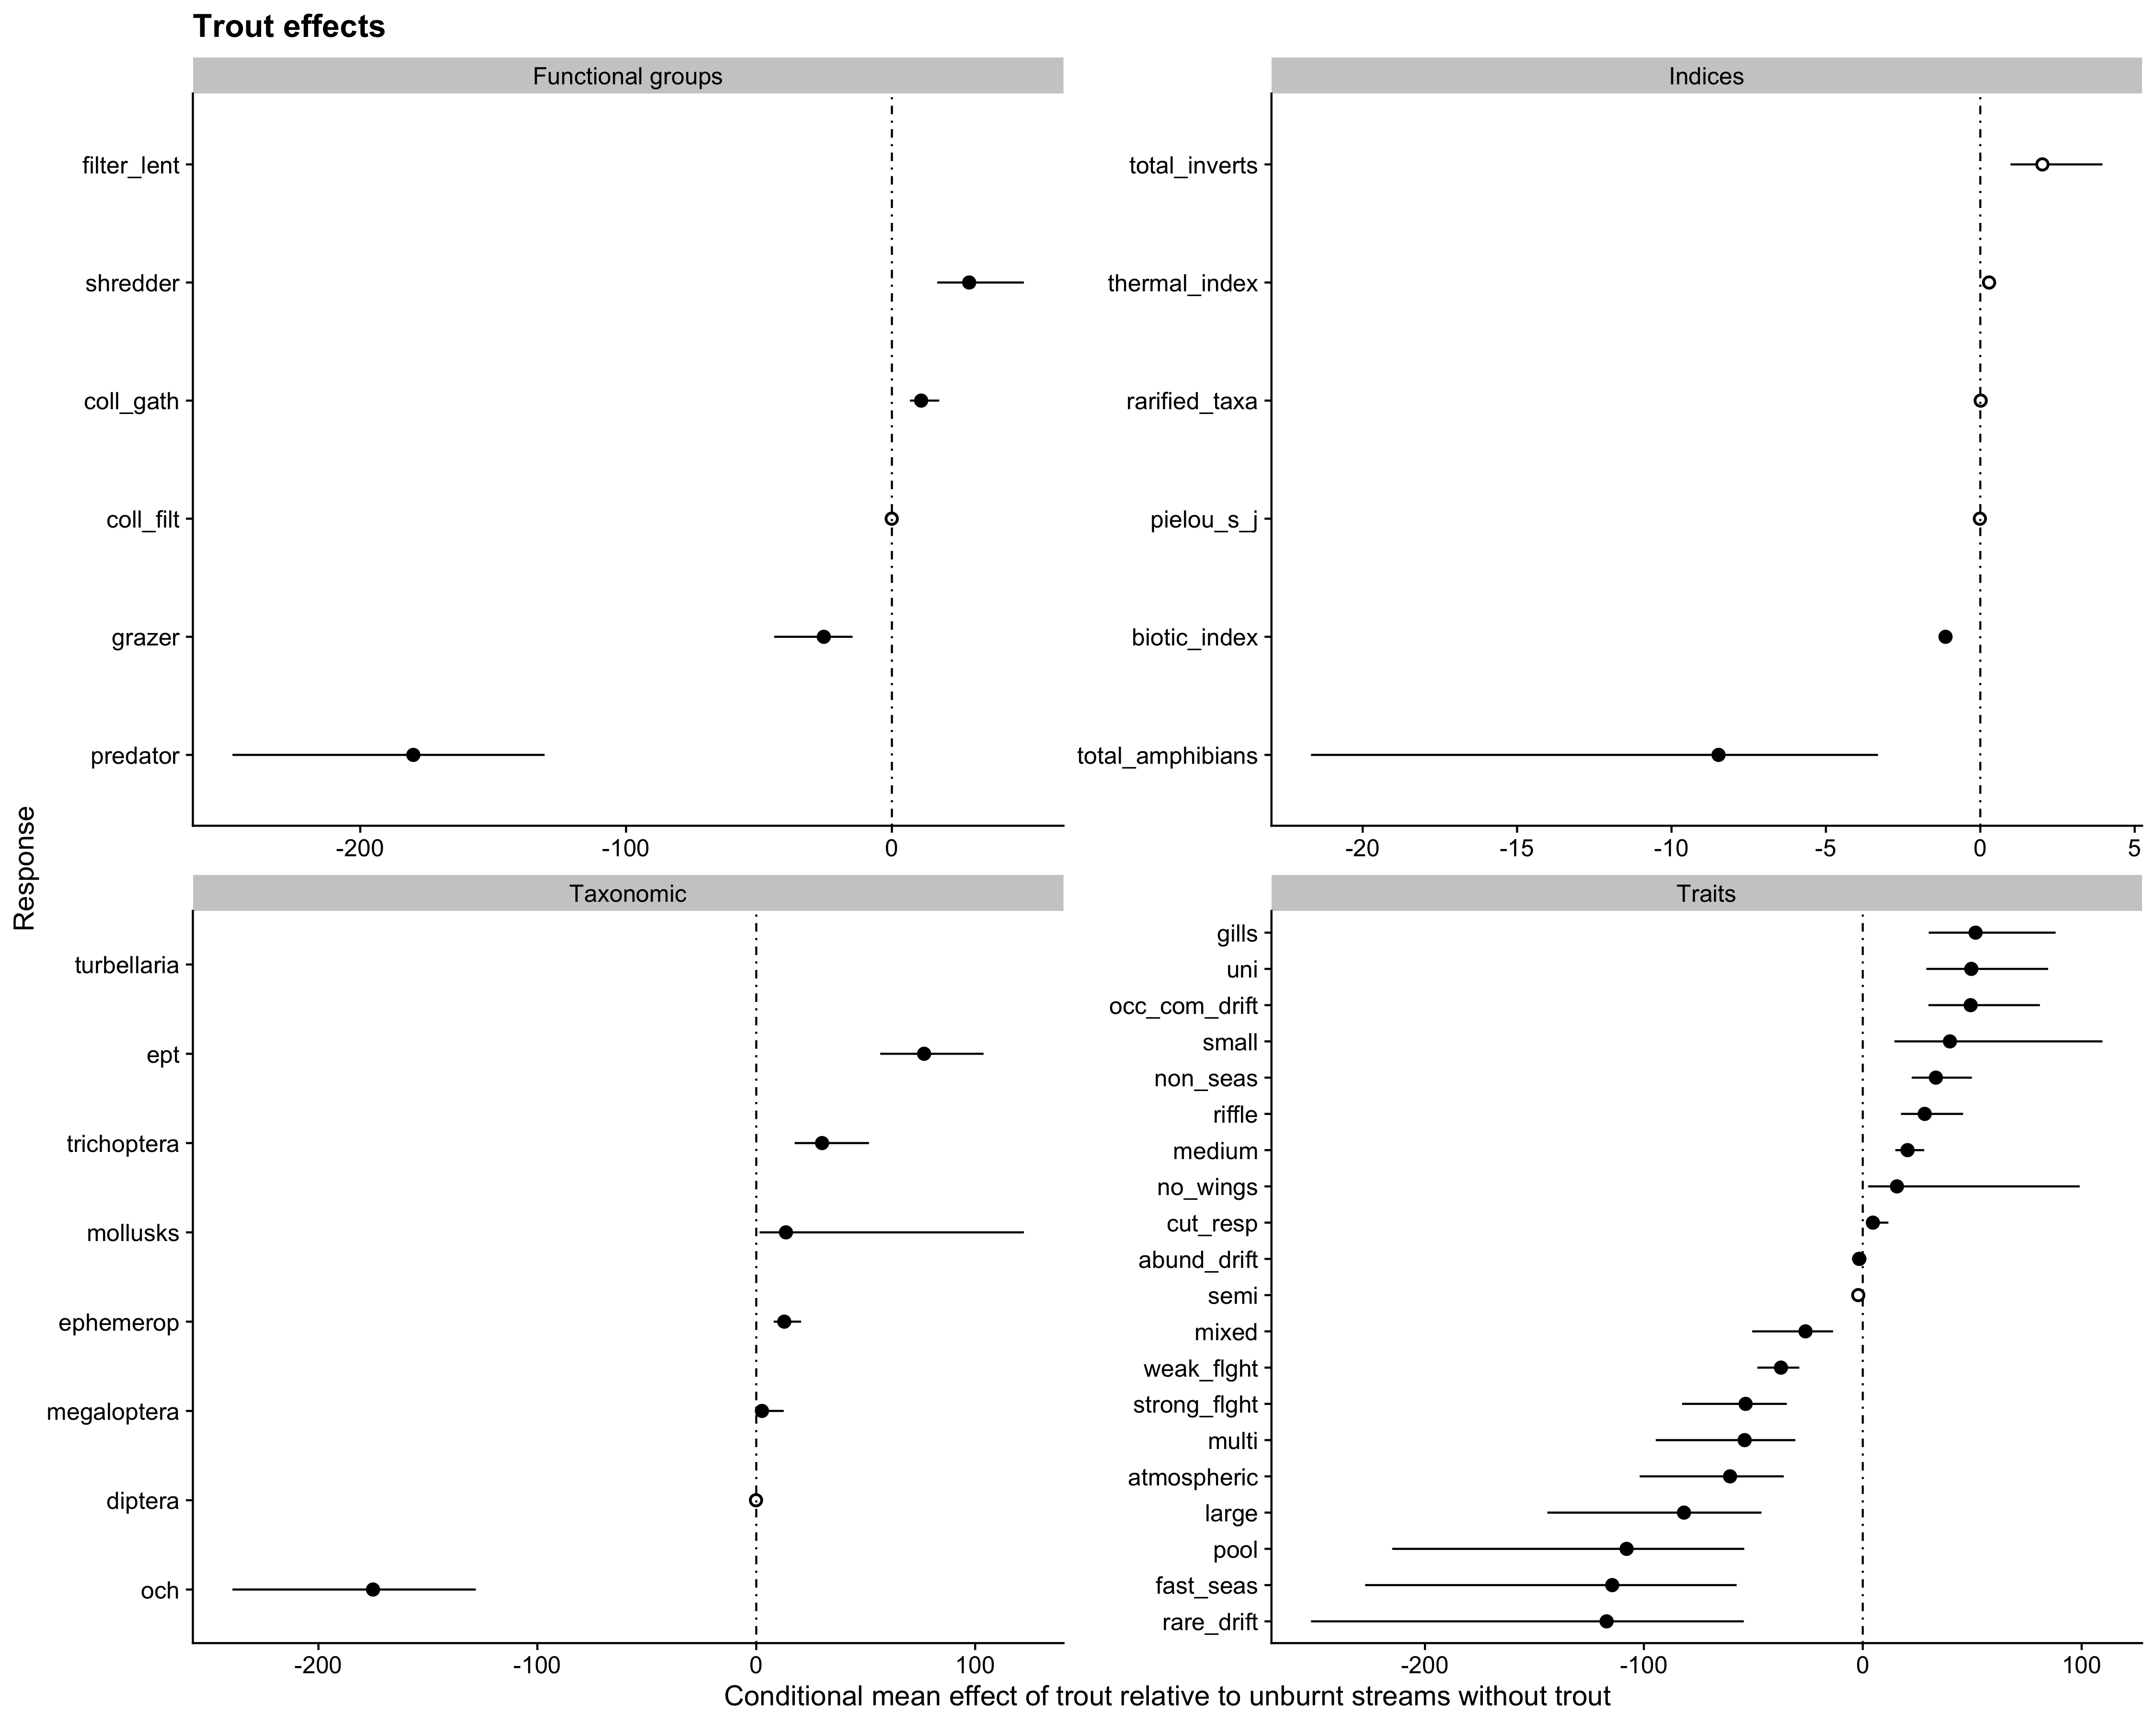 Trout effects
Functional groups
filter_lent
shredder
coll_gath
coll_filt
grazer
predator
-200 -100 0
Indices
total_inverts
thermal_index
rarified_taxa
pielou_s_j
biotic_index
total_amphibians
-20 -15 -10 -5 0 5
Response
Taxonomic
turbellaria
ept
trichoptera
mollusks
ephemerop
megaloptera
diptera
och
-200 -100 0 100
Traits
gills
uni
occ_com_drift
small
non_seas
riffle
medium
no_wings
cut_resp
abund_drift
semi
mixed
weak_flght
strong_flght
multi
atmospheric
large
pool
fast_seas
rare_drift
-200 -100 0 100
Conditional mean effect of trout relative to unburnt streams without trout